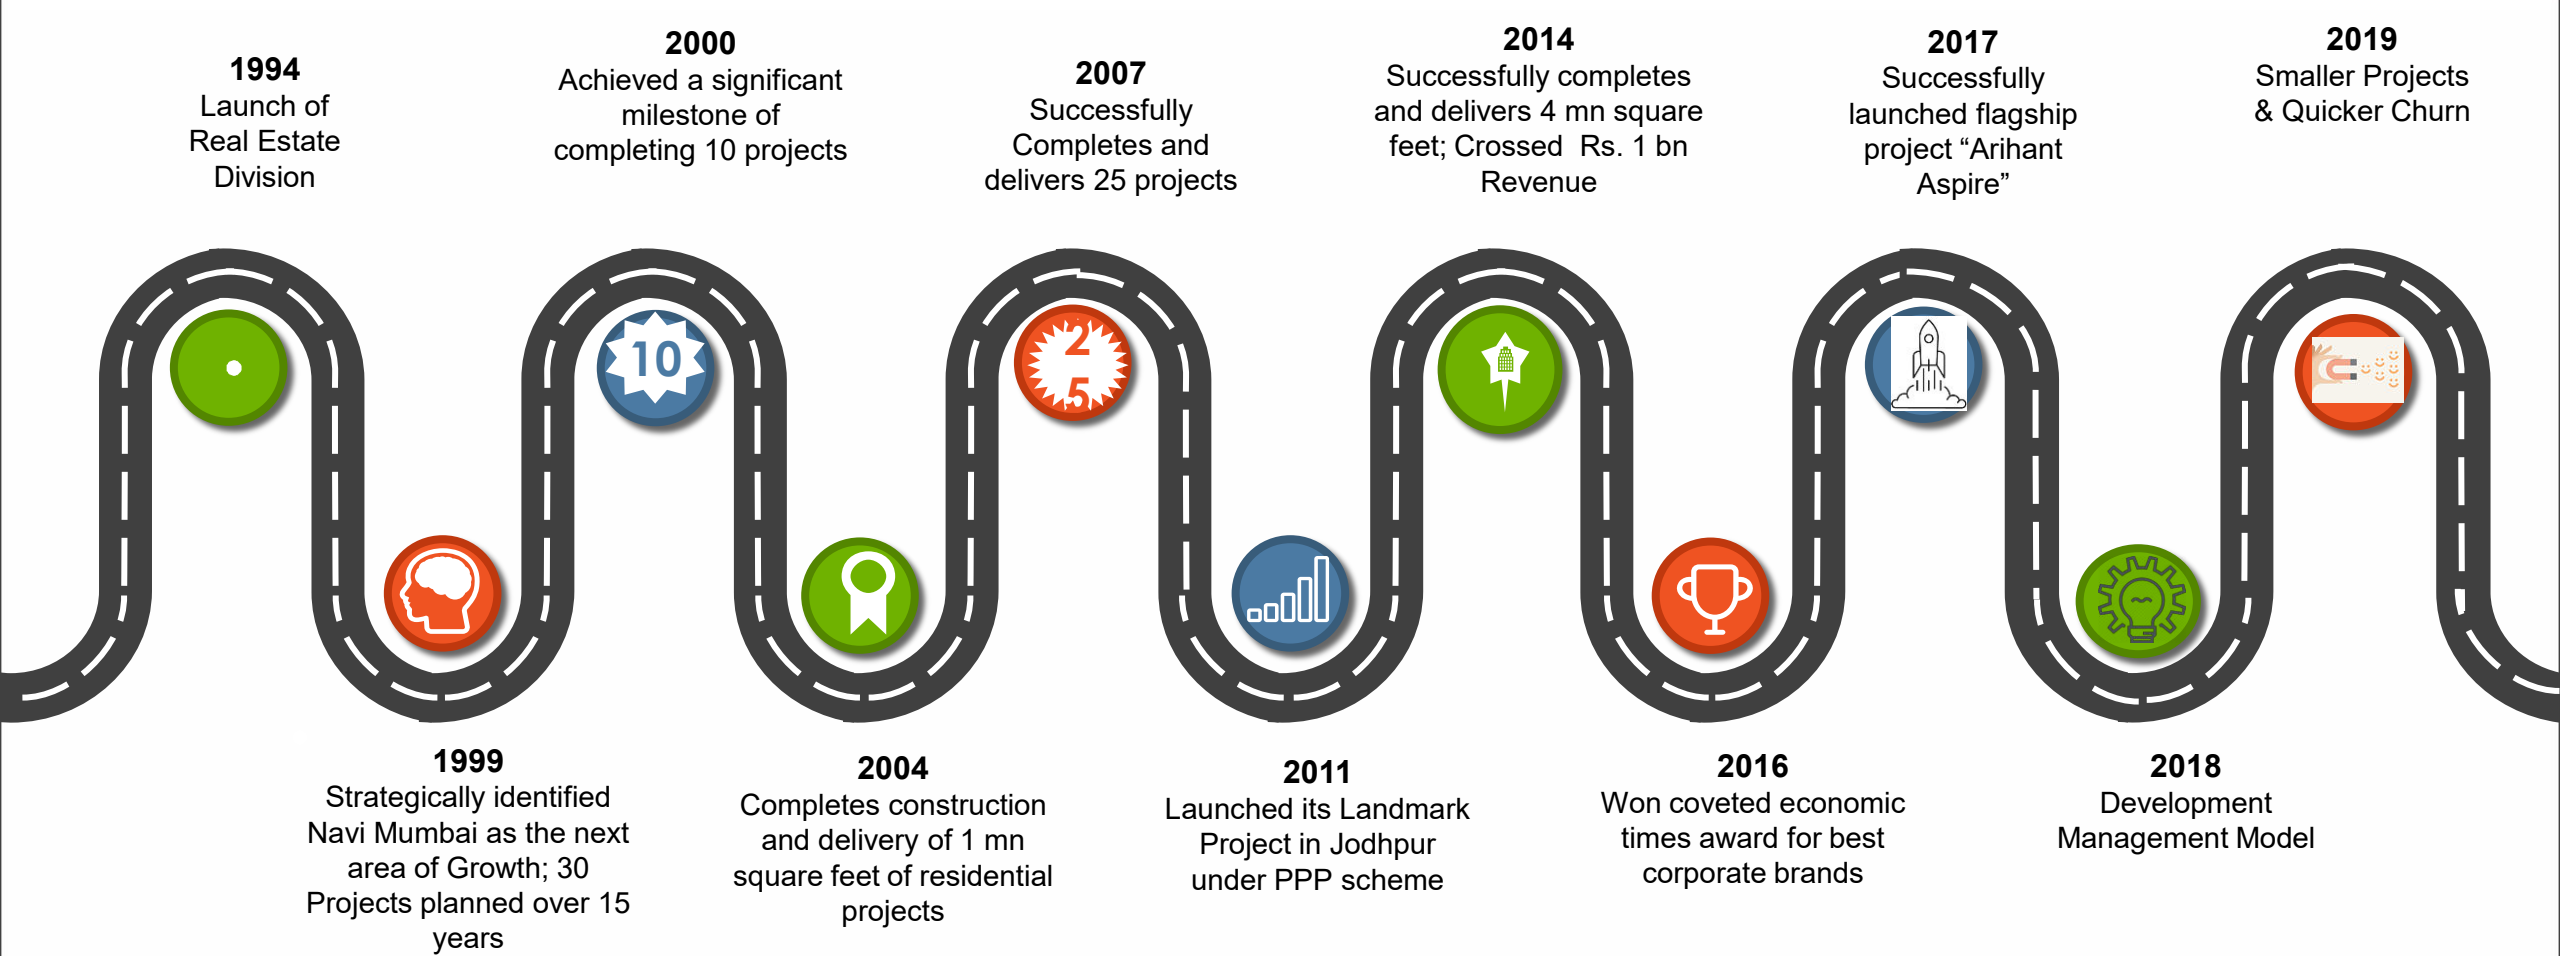 1994
Launch of
Real Estate
Division
2000
Achieved a significant
milestone of
completing 10 projects
2007
Successfully
Completes and
delivers 25 projects
2014
Successfully completes
and delivers 4 mn square
feet; Crossed  Rs. 1 bn
Revenue
2017
Successfully
launched flagship
project “Arihant
Aspire”
2019
Smaller Projects
& Quicker Churn
10
2
5
1999
Strategically identified
Navi Mumbai as the next
area of Growth; 30
Projects planned over 15
years
2004
Completes construction
and delivery of 1 mn
square feet of residential
projects
2011
Launched its Landmark
Project in Jodhpur
under PPP scheme
2016
Won coveted economic
times award for best
corporate brands
2018
Development
Management Model